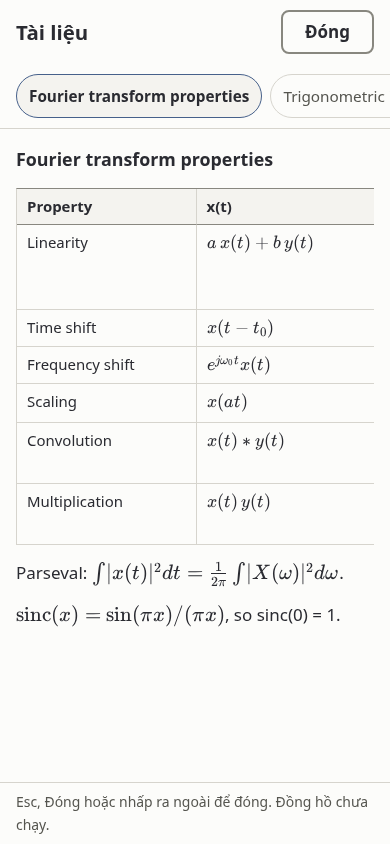 Tài liệu
Đóng
Fourier transform properties
Trigonometric
Fourier transform properties
Property x(t)
Linearity a x(t) + b y(t)
Time shift x(t − t₀)
Frequency shift e^{jω₀t}x(t)
Scaling x(at)
Convolution x(t) ∗ y(t)
Multiplication x(t) y(t)
Parseval: ∫|x(t)|²dt = 1/2π ∫|X(ω)|²dω.
sinc(x) = sin(πx)/(πx), so sinc(0) = 1.
Esc, Đóng hoặc nhấp ra ngoài để đóng. Đồng hồ chưa
chạy.